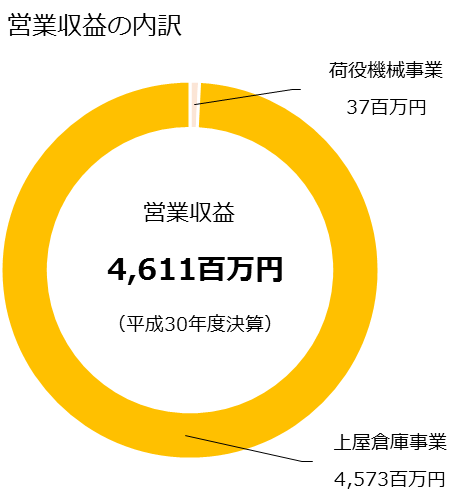 営業収益の内訳
荷役機械事業
37百万円
営業収益
4,611百万円
（平成30年度決算）
上屋倉庫事業
4,573百万円